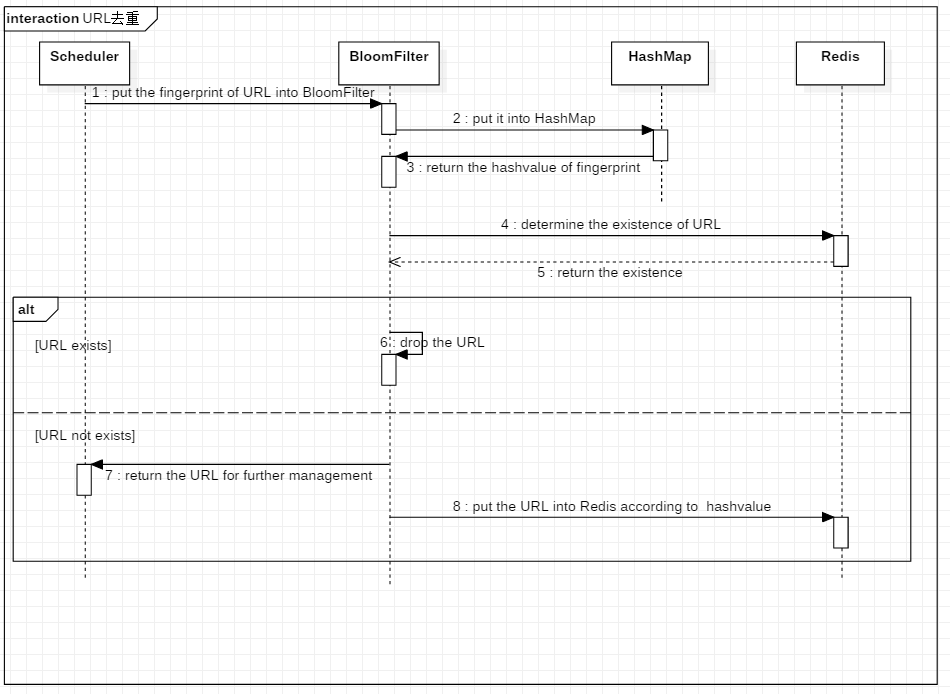 interaction URL去重
Scheduler
BloomFilter
HashMap
Redis
1 : put the fingerprint of URL into BloomFilter
2 : put it into HashMap
3 : return the hashvalue of fingerprint
4 : determine the existence of URL
5 : return the existence
alt
6 : drop the URL
[URL exists]
[URL not exists]
7 : return the URL for further management
8 : put the URL into Redis according to  hashvalue